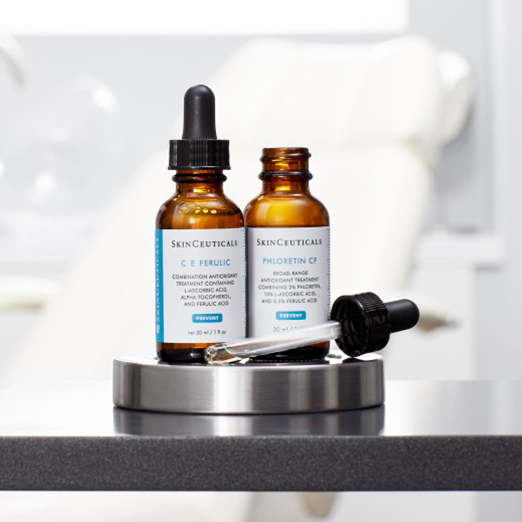 SKINCEUTICALS
C E FERULIC
COMBINATION ANTIOXIDANT
TREATMENT CONTAINING
L-ASCORBIC ACID,
ALPHA TOCOPHEROL,
AND FERULIC ACID
PREVENT
net 30 ml / 1 fl oz
SKINCEUTICALS
SKINCEUTICALS
PHLORETIN CF
BROAD-RANGE
ANTIOXIDANT TREATMENT
COMBINING 2% PHLORETIN,
10% L-ASCORBIC ACID,
AND 0.5% FERULIC ACID
PREVENT
30 ml